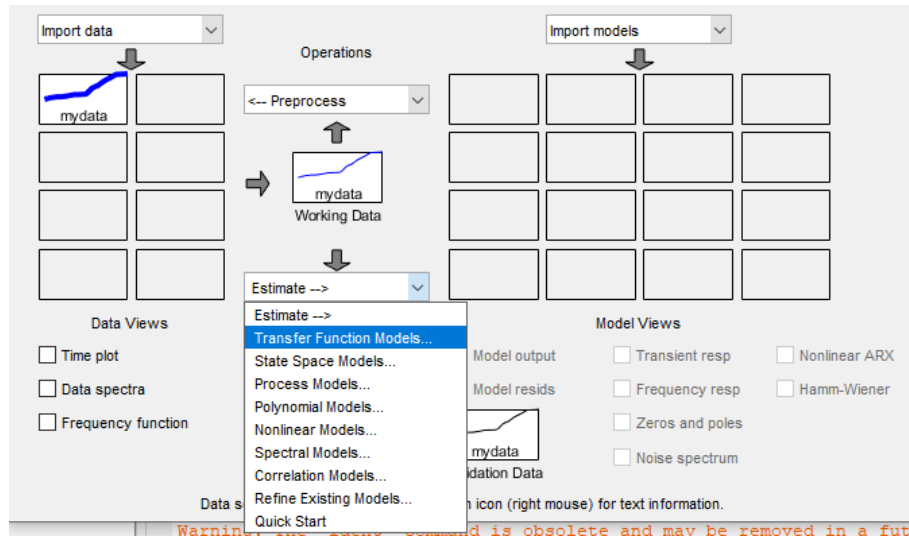 Import data
Import models
Operations
mydata
<-- Preprocess
mydata
Working Data
Estimate -->
Estimate -->
Transfer Function Models...
State Space Models...
Process Models...
Polynomial Models...
Nonlinear Models...
Spectral Models...
Correlation Models...
Refine Existing Models...
Quick Start
Data Views
Time plot
Data spectra
Frequency function
Model Views
Model output
Transient resp
Nonlinear ARX
Model resids
Frequency resp
Hamm-Wiener
Zeros and poles
mydata
Noise spectrum
Data
Data
icon (right mouse) for text information.
Warning: The command is obsolete and may be removed in a